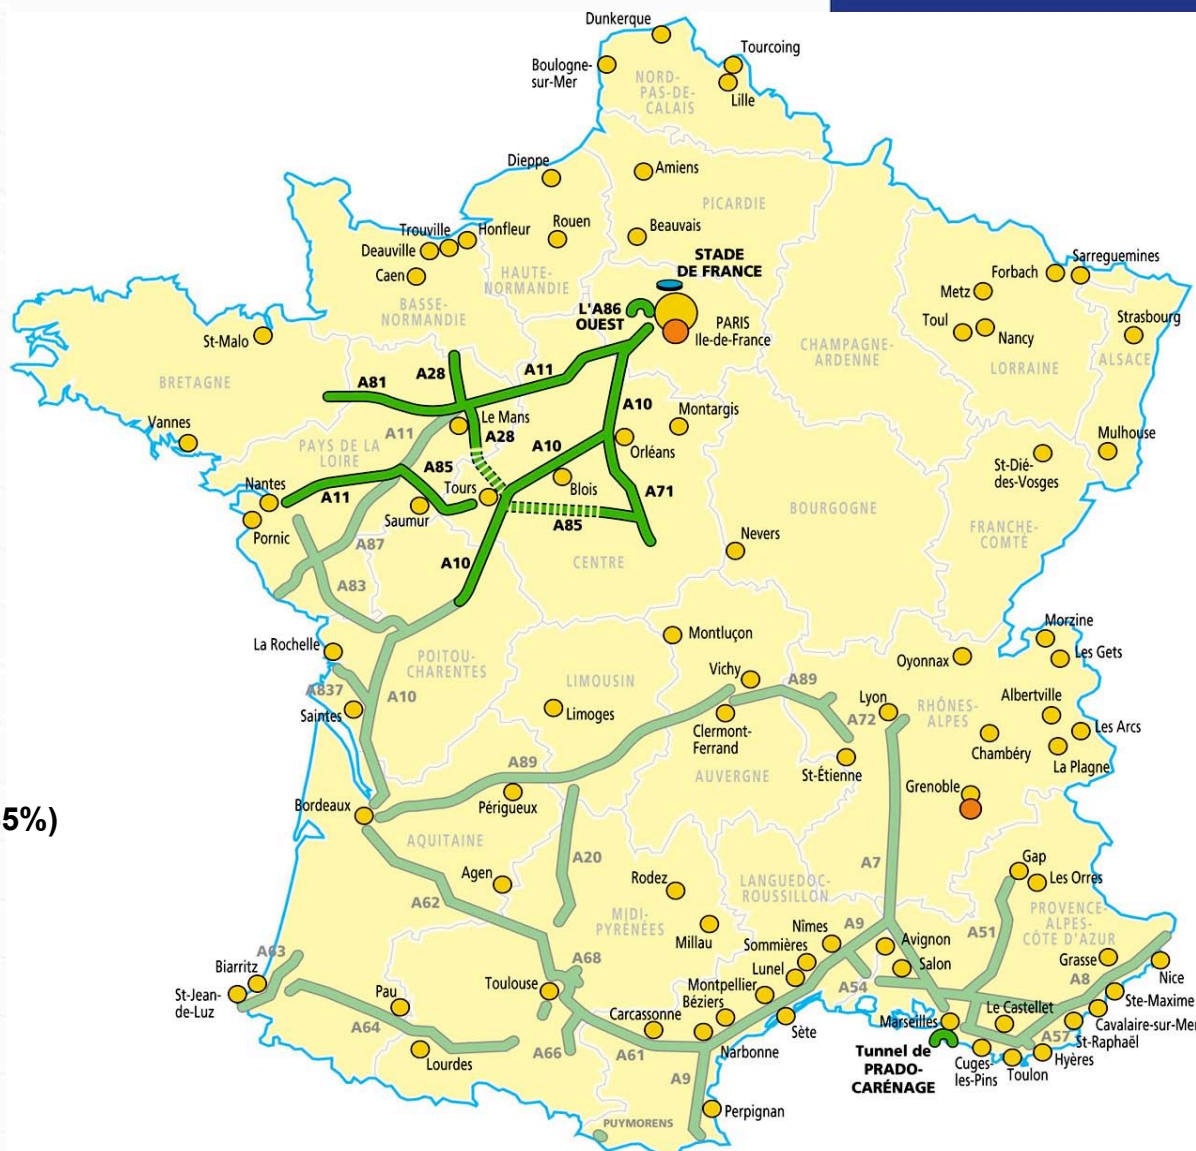 Dunkerque
Tourcoing
Boulogne-
sur-Mer
NORD-
PAS-DE-
CALAIS
Lille
Dieppe
Amiens
PICARDIE
Trouville
Honfleur
Rouen
Beauvais
Deauville
STADE
DE FRANCE
Caen
HAUTE-
NORMANDIE
Forbach
Sarreguemines
Metz
BASSE-
NORMANDIE
L'A86
OUEST
PARIS
Ile-de-France
Toul
Nancy
Strasbourg
St-Malo
CHAMPAGNE-
ARDENNE
LORRAINE
ALSACE
BRETAGNE
A81
A28
A11
A10
Montargis
Le Mans
Vannes
A11
A28
A10
Orléans
Mulhouse
PAYS DE LA
LOIRE
St-Dié-
des-Vosges
A85
Nantes
A11
Tours
Blois
A71
Saumur
A85
BOURGOGNE
Pornic
A87
Nevers
FRANCHE-
COMTÉ
A10
CENTRE
A83
La Rochelle
Montluçon
Morzine
Les Gets
Oyonnax
POITOU-
CHARENTES
Vichy
LIMOUSIN
A89
A837
A10
Lyon
RHÔNES-
ALPES
Albertville
Saintes
Limoges
A72
Les Arcs
Clermont-
Ferrand
Chambéry
La Plagne
A89
AUVERGNE
St-Étienne
Grenoble
Bordeaux
Périgueux
5%)
AQUITAINE
A20
A7
Gap
Agen
Rodez
LANGUEDOC-
ROUSSILLON
Les Orres
A62
MIDI-
PYRÉNÉES
PROVENCE-
ALPES-
CÔTE D'AZUR
Millau
Nîmes
A9
A51
Avignon
Sommières
A63
A68
Lunel
Salon
Grasse
Biarritz
Toulouse
Montpellier
A54
A8
Nice
St-Jean-
de-Luz
Pau
Béziers
Le Castellet
Ste-Maxime
Carcassonne
Marseilles
Cavalaire-sur-Mer
A64
Sète
A57
St-Raphaël
A66
A61
Narbonne
Tunnel de
PRADO-
CARÉNAGE
Hyères
Lourdes
Cuges-
les-Pins
Toulon
A9
Perpignan
PUYMORENS